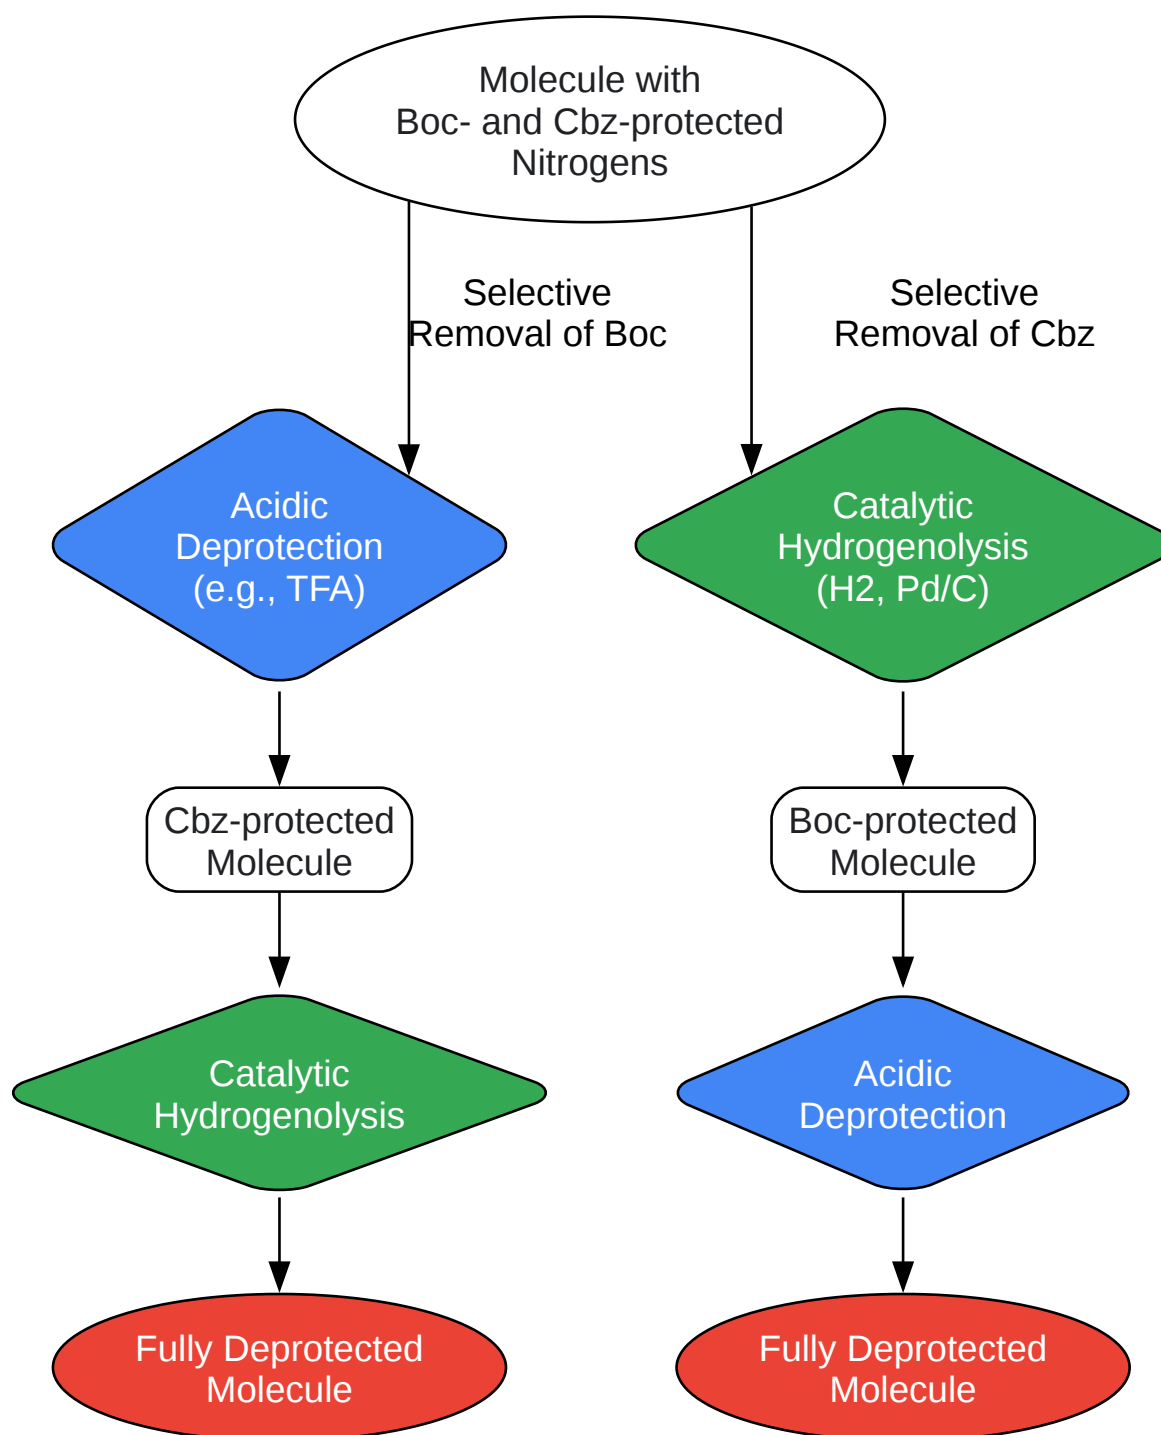 Molecule with
Boc- and Cbz-protected
Nitrogens
Selective
Removal of Boc
Selective
Removal of Cbz
Acidic
Deprotection
(e.g., TFA)
Catalytic
Hydrogenolysis
(H2, Pd/C)
Cbz-protected
Molecule
Boc-protected
Molecule
Catalytic
Hydrogenolysis
Acidic
Deprotection
Fully Deprotected
Molecule
Fully Deprotected
Molecule